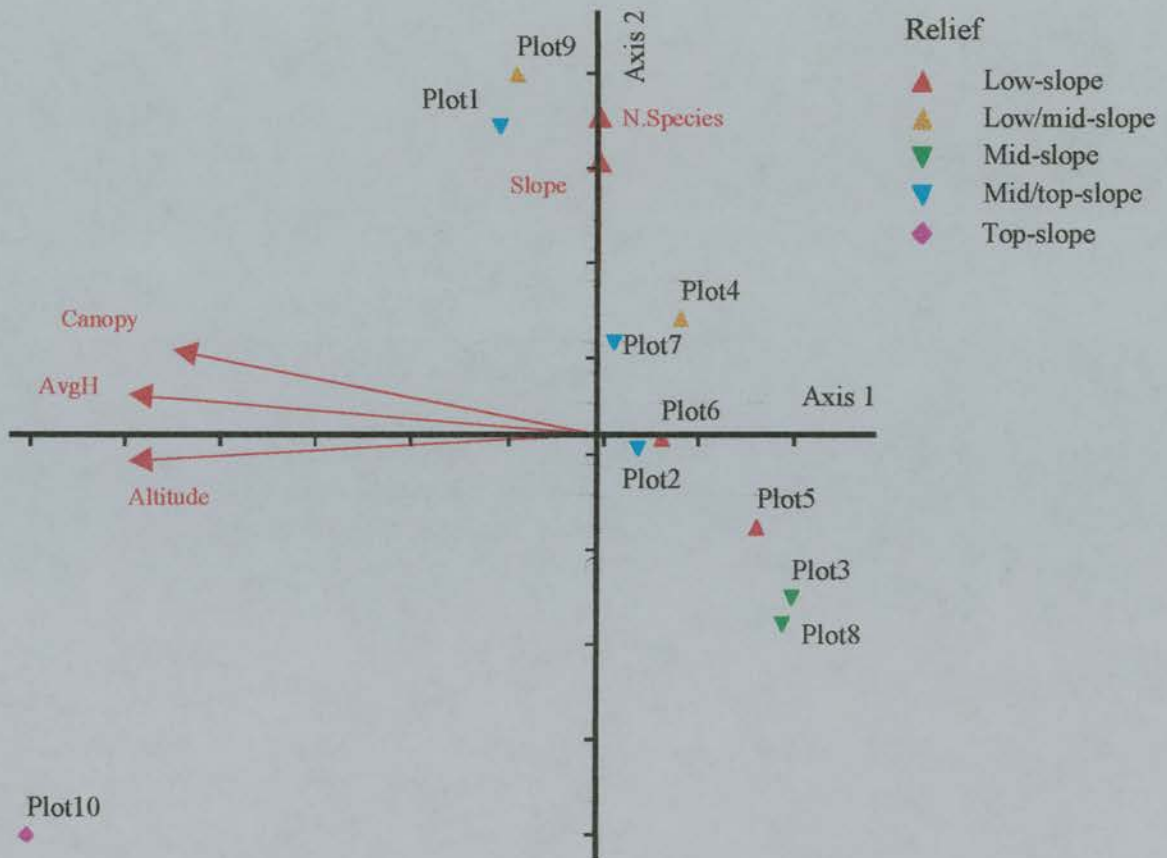 Relief
Low-slope
Low/mid-slope
Mid-slope
Mid/top-slope
Top-slope
Axis 2
Plot9
Plot1
N.Species
Slope
Plot4
Canopy
Plot7
AvgH
Axis 1
Plot6
Plot2
Altitude
Plot5
Plot3
Plot8
Plot10